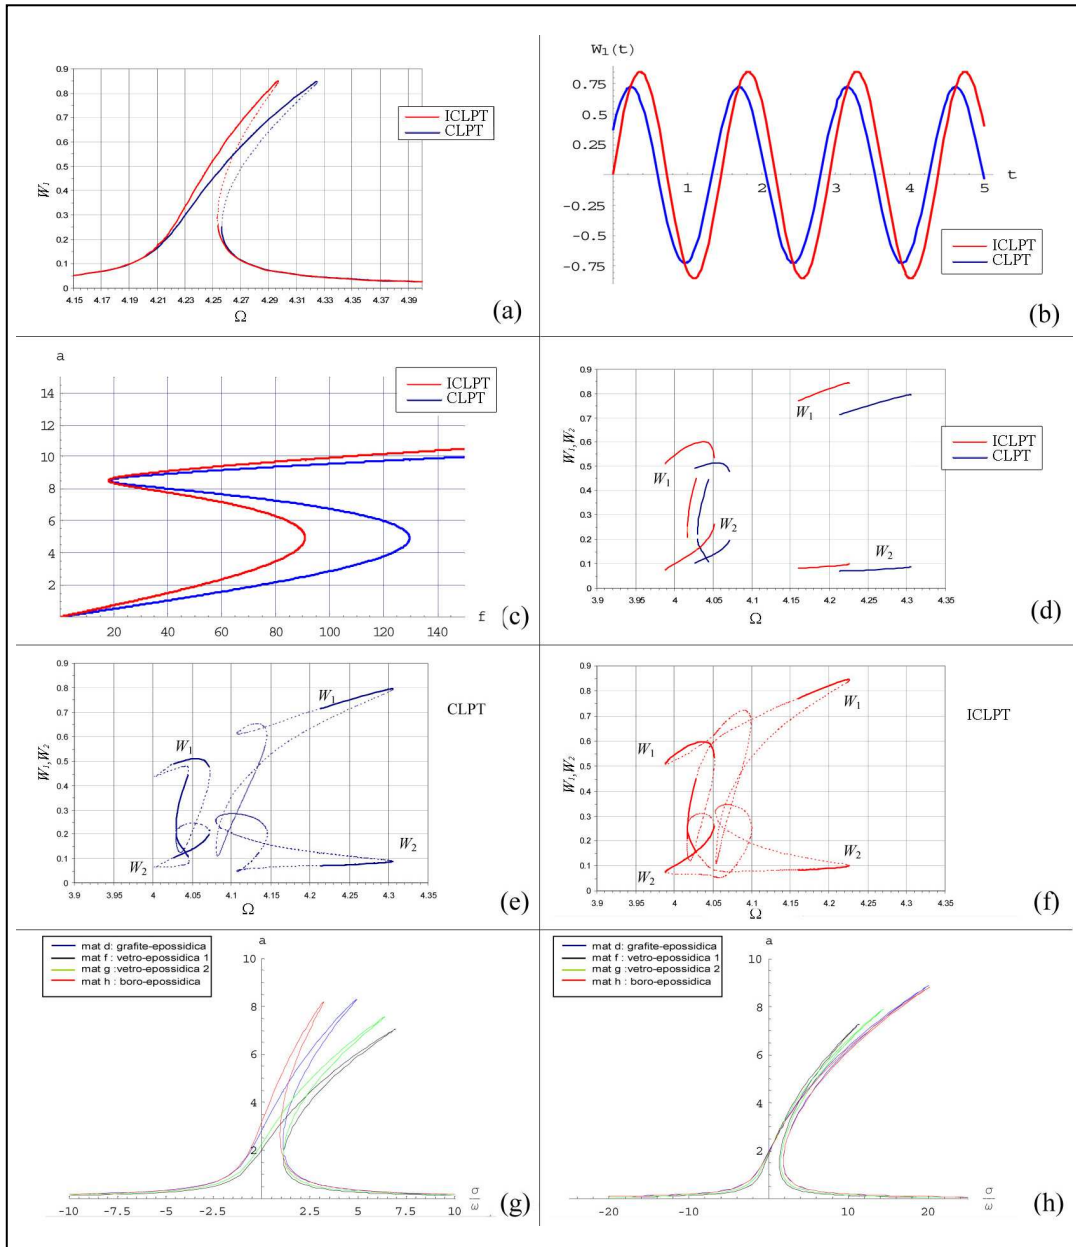 0.9
0.8
0.7
0.6
0.5
0.4
0.3
0.2
0.1
0
W1
4.15 4.17 4.19 4.21 4.23 4.25 4.27 4.29 4.31 4.33 4.35 4.37 4.39
Ω
ICLPT
CLPT
(a)
W1(t)
0.75
0.25
-0.25
-0.5
-0.75
1 2 3 4 5 t
ICLPT
CLPT
(b)
a
14
12
10
8
6
4
2
20 40 60 80 100 120 140 f
ICLPT
CLPT
(c)
0.9
0.8
0.7
0.6
0.5
0.4
0.3
0.2
0.1
0
W1,W2
W1
W1
W2
W2
3.9 3.95 4 4.05 4.1 4.15 4.2 4.25 4.3 4.35
Ω
ICLPT
CLPT
(d)
0.9
0.8
0.7
0.6
0.5
0.4
0.3
0.2
0.1
0
W1,W2
W1
W1
W2
W2
3.9 3.95 4 4.05 4.1 4.15 4.2 4.25 4.3 4.35
Ω
CLPT
(e)
0.9
0.8
0.7
0.6
0.5
0.4
0.3
0.2
0.1
0
W1,W2
W1
W1
W2
W2
3.9 3.95 4 4.05 4.1 4.15 4.2 4.25 4.3 4.35
Ω
ICLPT
(f)
mat d: grafite-epossidica
mat f : vetro-epossidica 1
mat g :vetro-epossidica 2
mat h : boro-epossidica
a
10
8
6
4
2
-10 -7.5 -5 -2.5 2.5 5 7.5 10
σ
ω
(g)
mat d: grafite-epossidica
mat f : vetro-epossidica 1
mat g :vetro-epossidica 2
mat h : boro-epossidica
a
10
8
6
4
2
-20 -10 10 20
σ
ω
(h)